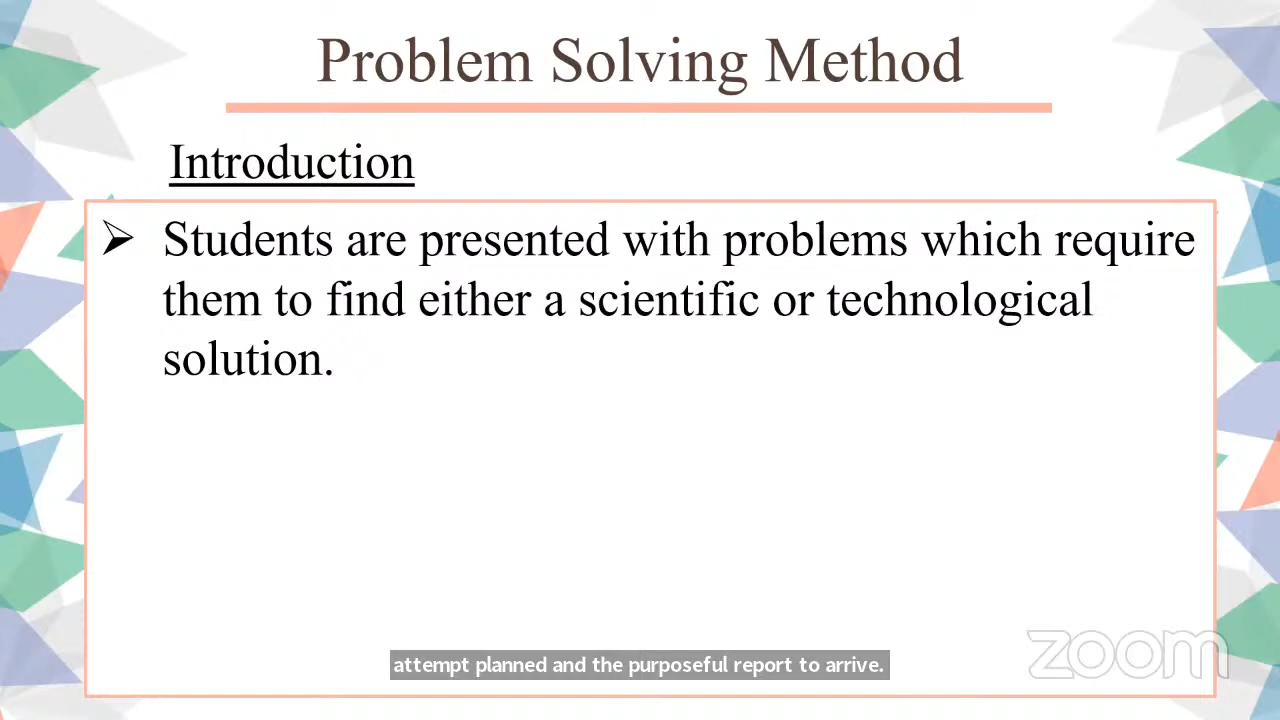 Problem Solving Method
Introduction
➢ Students are presented with problems which require
them to find either a scientific or technological
solution.
attempt planned and the purposeful report to arrive.
zoom